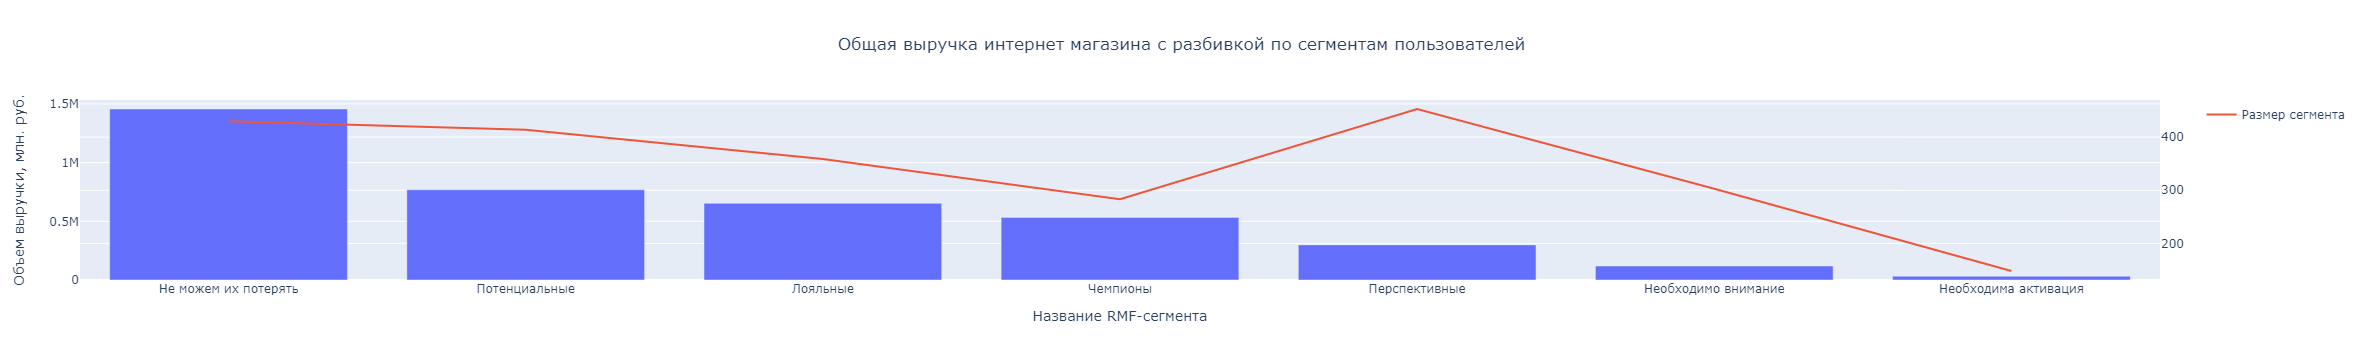 Общая выручка интернет магазина с разбивкой по сегментам пользователей
Объем выручки, млн. руб.
1.5M
1M
0.5M
0
400
300
200
Размер сегмента
Не можем их потерять
Потенциальные
Лояльные
Чемпионы
Перспективные
Необходимо внимание
Необходима активация
Название RMF-сегмента